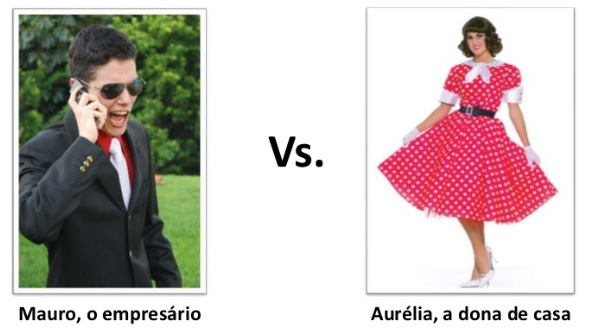 Vs.
Mauro, o empresário
Aurélia, a dona de casa